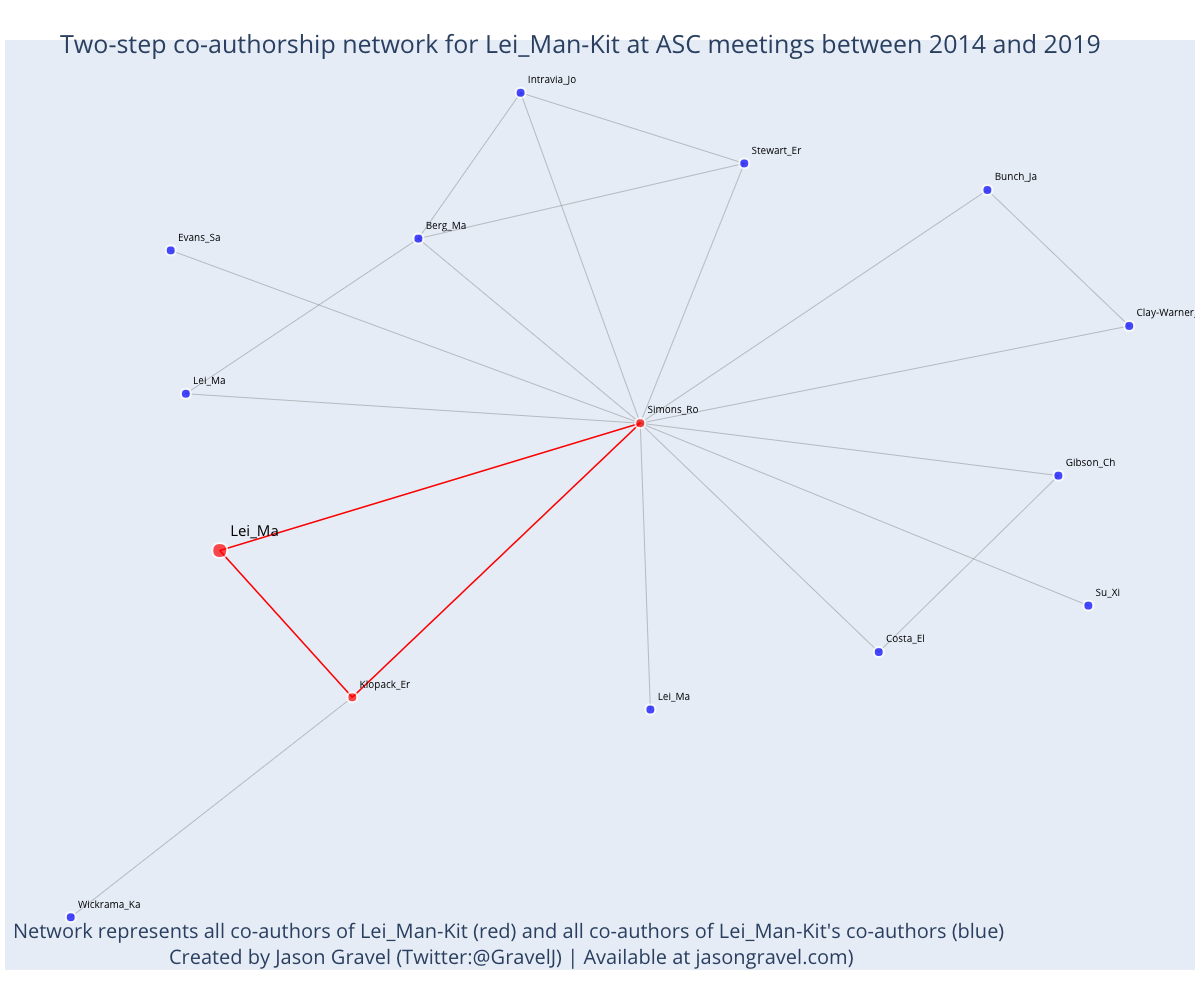 Two-step co-authorship network for Lei_Man-Kit at ASC meetings between 2014 and 2019
Intravia_Jo
Stewart_Er
Bunch_Ja
Berg_Ma
Evans_Sa
Clay-Warner_
Lei_Ma
Simons_Ro
Gibson_Ch
Lei_Ma
Su_Xi
Costa_El
Klopack_Er
Lei_Ma
Wickrama_Ka
Network represents all co-authors of Lei_Man-Kit (red) and all co-authors of Lei_Man-Kit's co-authors (blue)
Created by Jason Gravel (Twitter:@GravelJ) | Available at jasongravel.com)